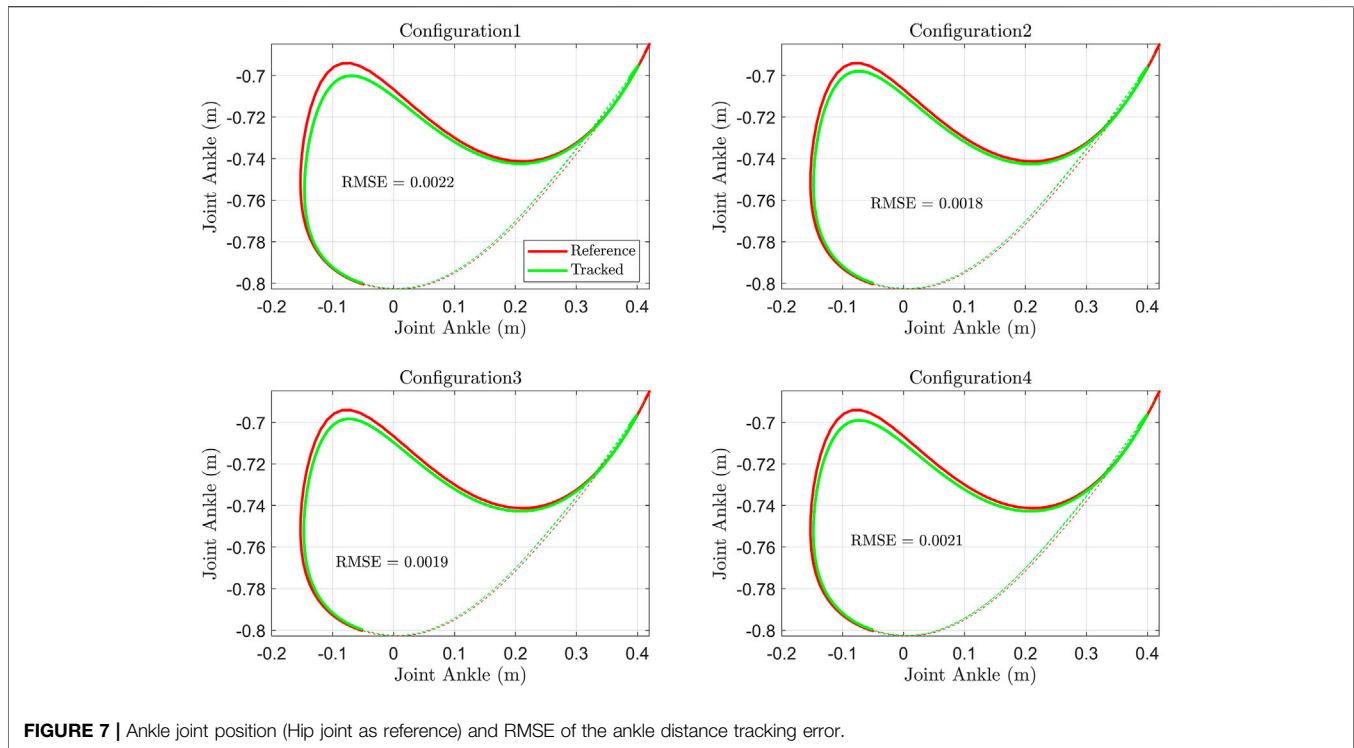 Configuration1
-0.7
-0.72
-0.74
-0.76
-0.78
-0.8
Joint Ankle (m)
RMSE = 0.0022
Reference
Tracked
-0.2 -0.1 0 0.1 0.2 0.3 0.4
Joint Ankle (m)
Configuration2
-0.7
-0.72
-0.74
-0.76
-0.78
-0.8
Joint Ankle (m)
RMSE = 0.0018
-0.2 -0.1 0 0.1 0.2 0.3 0.4
Joint Ankle (m)
Configuration3
-0.7
-0.72
-0.74
-0.76
-0.78
-0.8
Joint Ankle (m)
RMSE = 0.0019
-0.2 -0.1 0 0.1 0.2 0.3 0.4
Joint Ankle (m)
Configuration4
-0.7
-0.72
-0.74
-0.76
-0.78
-0.8
Joint Ankle (m)
RMSE = 0.0021
-0.2 -0.1 0 0.1 0.2 0.3 0.4
Joint Ankle (m)
FIGURE 7 | Ankle joint position (Hip joint as reference) and RMSE of the ankle distance tracking error.